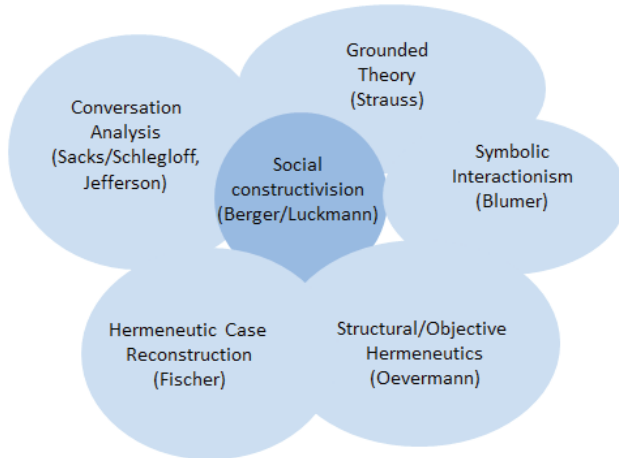 Grounded
Theory
(Strauss)
Conversation
Analysis
(Sacks/Schlegloff,
Jefferson)
Social
constructivision
(Berger/Luckmann)
Symbolic
Interactionism
(Blumer)
Hermeneutic Case
Reconstruction
(Fischer)
Structural/Objective
Hermeneutics
(Oevermann)